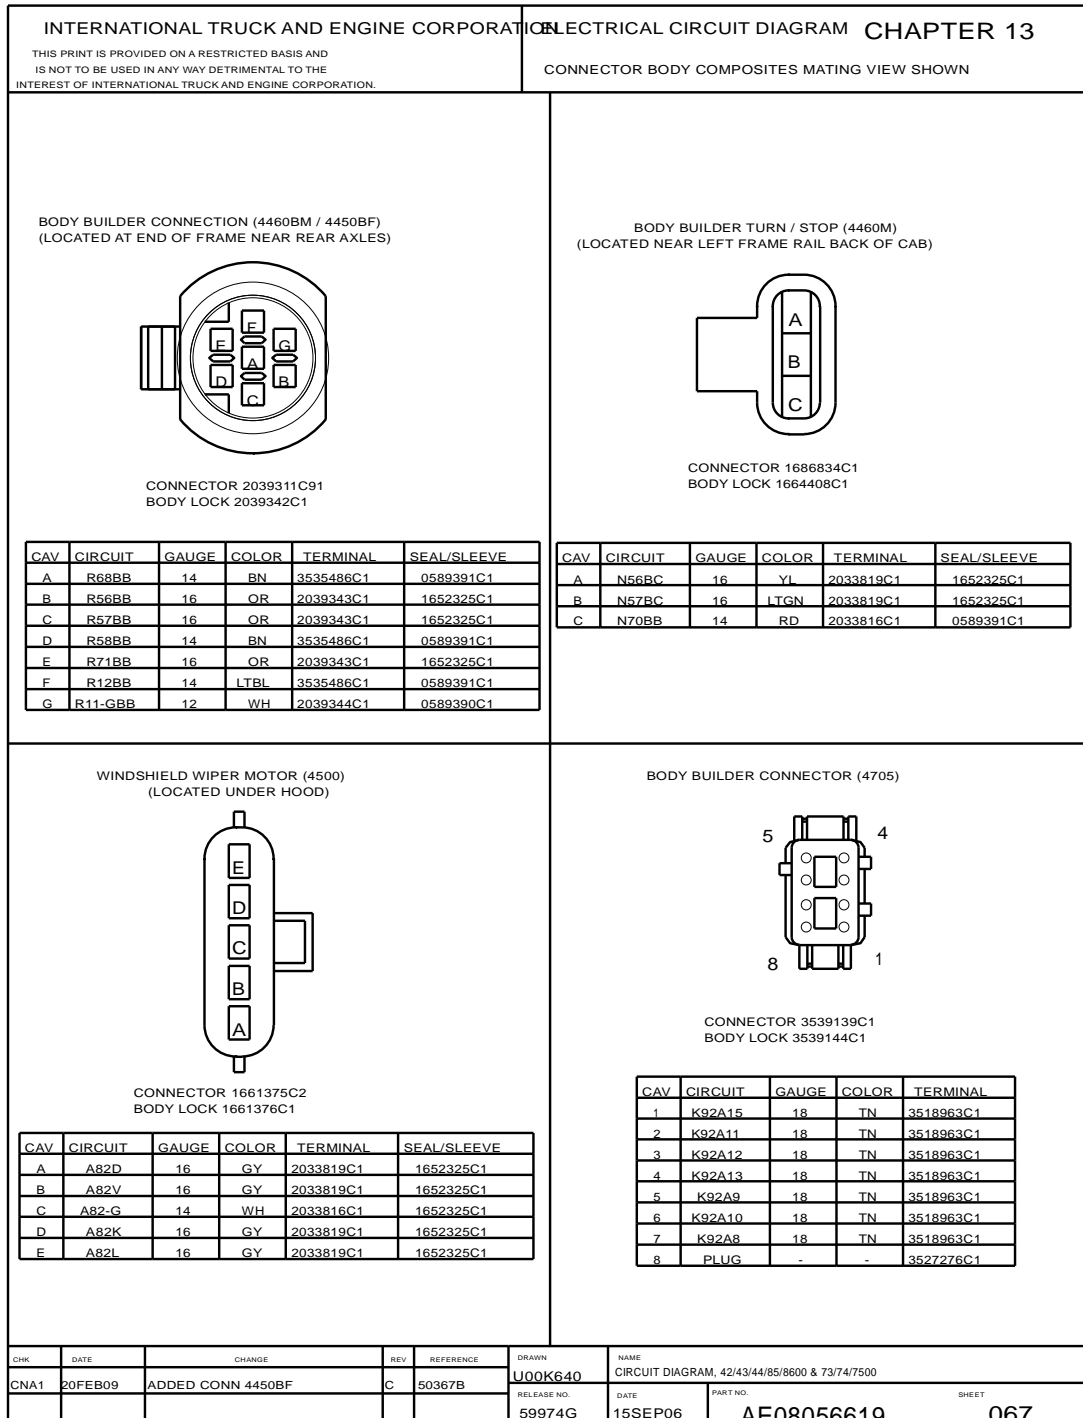 INTERNATIONAL TRUCK AND ENGINE CORPORATION
THIS PRINT IS PROVIDED ON A RESTRICTED BASIS AND
IS NOT TO BE USED IN ANY WAY DETRIMENTAL TO THE
INTEREST OF INTERNATIONAL TRUCK AND ENGINE CORPORATION.
ELECTRICAL CIRCUIT DIAGRAM CHAPTER 13
CONNECTOR BODY COMPOSITES MATING VIEW SHOWN
BODY BUILDER CONNECTION (4460BM / 4450BF)
(LOCATED AT END OF FRAME NEAR REAR AXLES)
F
E G
A
D B
C
CONNECTOR 2039311C91
BODY LOCK 2039342C1
CAV CIRCUIT GAUGE COLOR TERMINAL SEAL/SLEEVE
A R68BB 14 BN 3535486C1 0589391C1
B R56BB 16 OR 2039343C1 1652325C1
C R57BB 16 OR 2039343C1 1652325C1
D R58BB 14 BN 3535486C1 0589391C1
E R71BB 16 OR 2039343C1 1652325C1
F R12BB 14 LTBL 3535486C1 0589391C1
G R11-GBB 12 WH 2039344C1 0589390C1
BODY BUILDER TURN / STOP (4460M)
(LOCATED NEAR LEFT FRAME RAIL BACK OF CAB)
A
B
C
CONNECTOR 1686834C1
BODY LOCK 1664408C1
CAV CIRCUIT GAUGE COLOR TERMINAL SEAL/SLEEVE
A N56BC 16 YL 2033819C1 1652325C1
B N57BC 16 LTGN 2033819C1 1652325C1
C N70BB 14 RD 2033816C1 0589391C1
WINDSHIELD WIPER MOTOR (4500)
(LOCATED UNDER HOOD)
E
D
C
B
A
CONNECTOR 1661375C2
BODY LOCK 1661376C1
CAV CIRCUIT GAUGE COLOR TERMINAL SEAL/SLEEVE
A A82D 16 GY 2033819C1 1652325C1
B A82V 16 GY 2033819C1 1652325C1
C A82-G 14 WH 2033816C1 1652325C1
D A82K 16 GY 2033819C1 1652325C1
E A82L 16 GY 2033819C1 1652325C1
BODY BUILDER CONNECTOR (4705)
5 4
8 1
CONNECTOR 3539139C1
BODY LOCK 3539144C1
CAV CIRCUIT GAUGE COLOR TERMINAL
1 K92A15 18 TN 3518963C1
2 K92A11 18 TN 3518963C1
3 K92A12 18 TN 3518963C1
4 K92A13 18 TN 3518963C1
5 K92A9 18 TN 3518963C1
6 K92A10 18 TN 3518963C1
7 K92A8 18 TN 3518963C1
8 PLUG - - 3527276C1
CHK DATE CHANGE REV REFERENCE
CNA1 20FEB09 ADDED CONN 4450BF C 50367B
DRAWN
U00K640
NAME
CIRCUIT DIAGRAM, 42/43/44/85/8600 & 73/74/7500
RELEASE NO.
59974G
DATE
15SEP06
PART NO.
AE08056619
SHEET
067